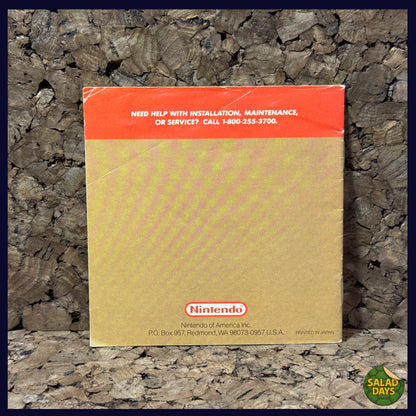 NEED HELP WITH INSTALLATION, MAINTENANCE,
OR SERVICE? CALL 1-800-255-3700.
Nintendo
Nintendo of America Inc.
P.O. Box 957, Redmond, WA 98073-0957 U.S.A.
PRINTED IN JAPAN
SALAD
DAYS